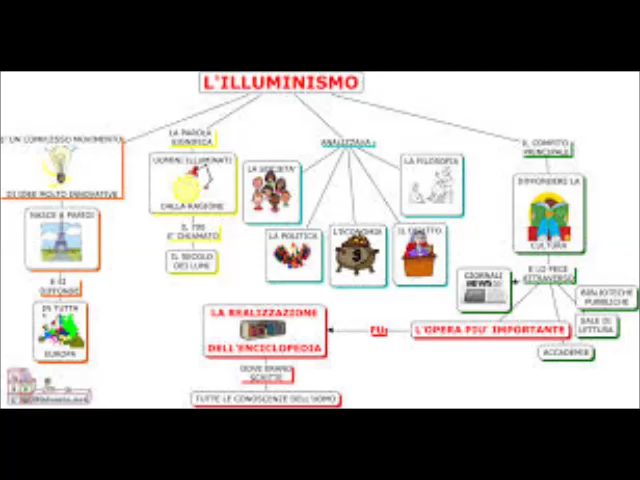 L'ILLUMINISMO
E' UN COMPLESSO MOVIMENTO
DI IDEE MOLTO INNOVATIVE
NASCE A PARIGI
E SI
DIFFONDE
IN TUTTA
EUROPA
LA PAROLA
SIGNIFICA
UOMINI ILLUMINATI
DALLA RAGIONE
IL '700
E' CHIAMATO
IL SECOLO
DEI LUMI
ANALIZZAVA
LA SOCIETA'
LA POLITICA
L'ECONOMIA
IL DIRITTO
LA FILOSOFIA
IL COMPITO
PRINCIPALE
DIFFONDERE LA
CULTURA
E LO FECE
ATTRAVERSO
GIORNALI
NEWS
BIBLIOTECHE
PUBBLICHE
SALE DI
LETTURA
ACCADEMIE
L'OPERA PIU' IMPORTANTE
FU
LA REALIZZAZIONE
DELL'ENCICLOPEDIA
DOVE ERANO
SCRITTE
TUTTE LE CONOSCENZE DELL'UOMO